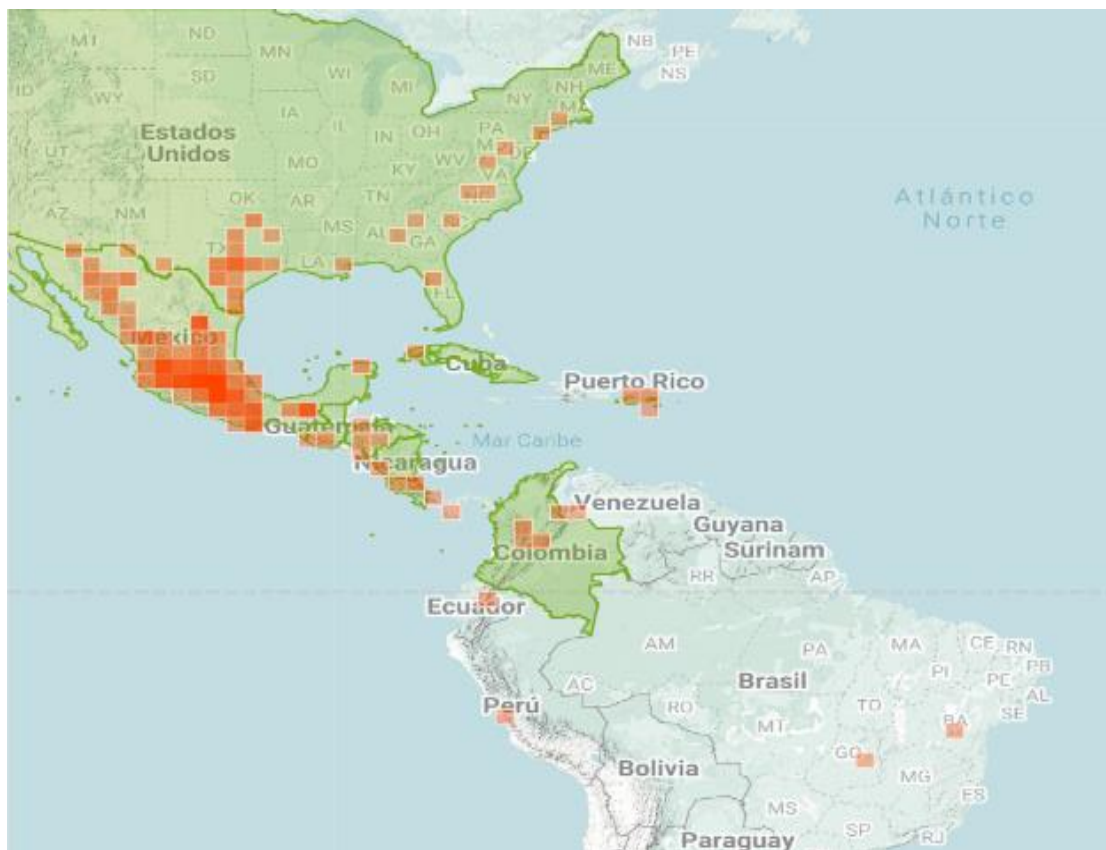 NB
PE
NS
MT
ND
MN
ME
ID
WY
SD
WI
MI
NY
NH
IA
PA
Estados
Unidos
UT
IL
IN
OH
MO
KY
WV
VA
AZ
NM
OK
AR
TN
TX
MS
AL
GA
LA
FL
Atlántico
Norte
México
Cuba
Puerto Rico
Guatemala
Mar Caribe
Nicaragua
Venezuela
Guyana
Surinam
Colombia
RR
AP
Ecuador
AM
PA
MA
CE
RN
PB
PI
PE
AL
SE
AC
RO
Brasil
TO
BA
Perú
MT
GO
Bolivia
MG
MS
ES
SP
RJ
Paraguay